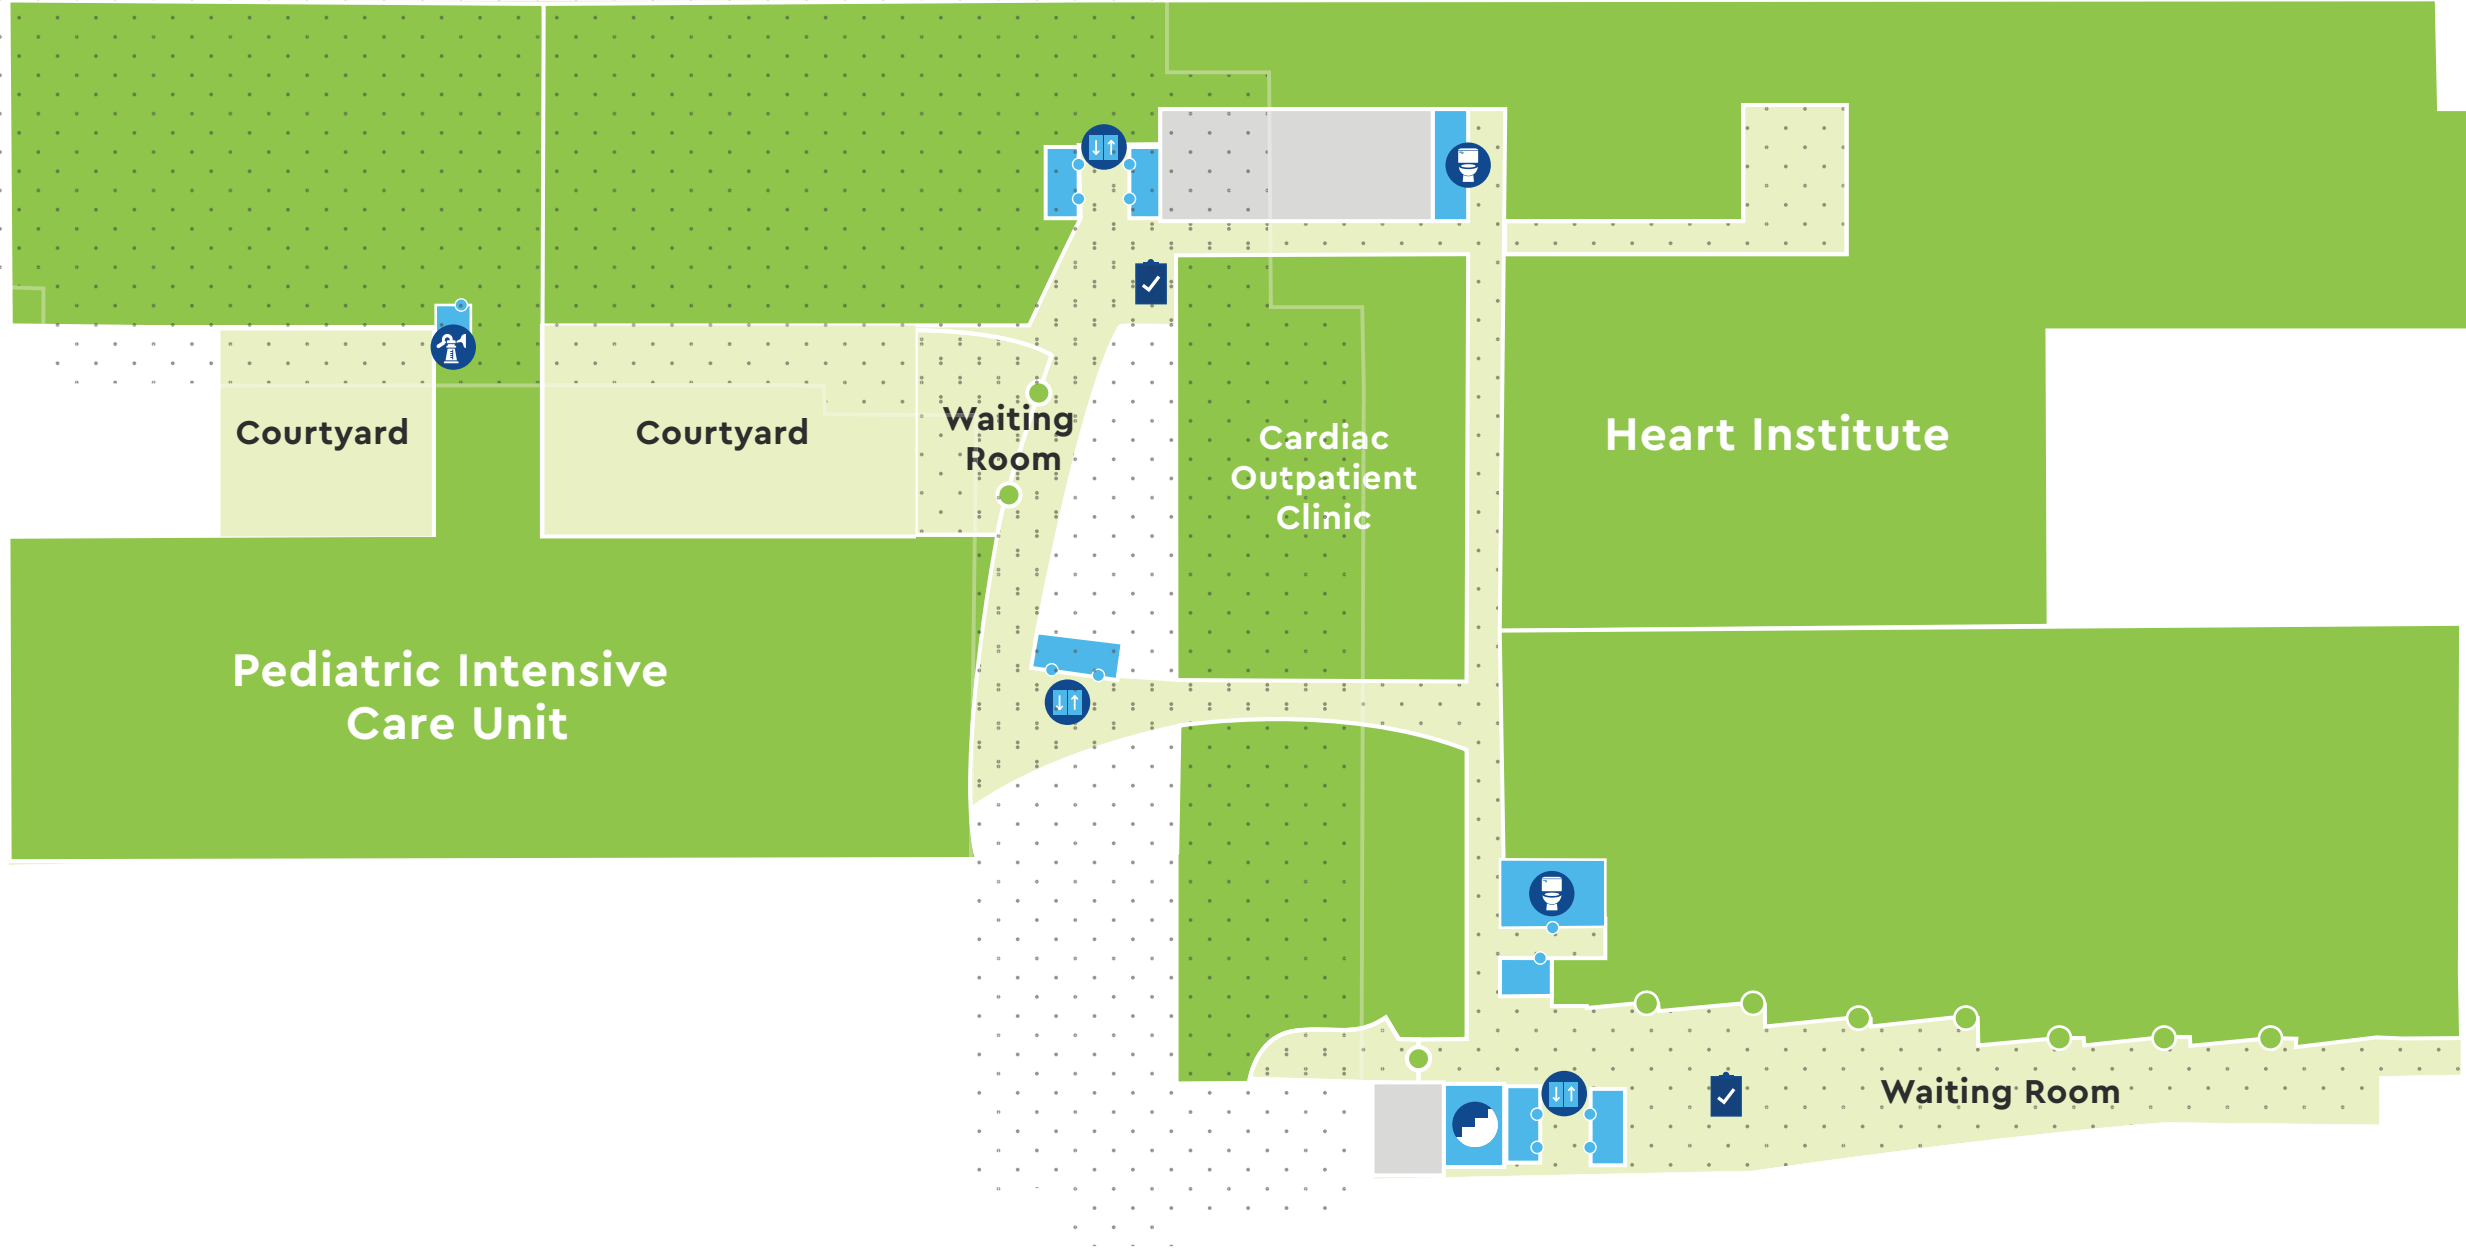 Courtyard
Courtyard
Waiting
Room
Cardiac
Outpatient
Clinic
Heart Institute
Pediatric Intensive
Care Unit
Waiting Room